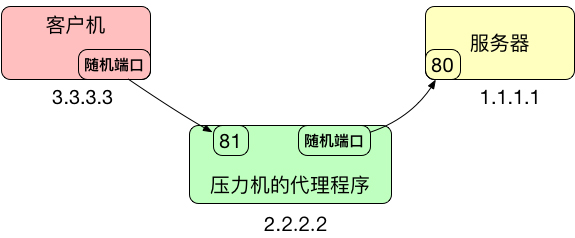 客户机
随机端口
3.3.3.3
服务器
80
1.1.1.1
81
随机端口
压力机的代理程序
2.2.2.2